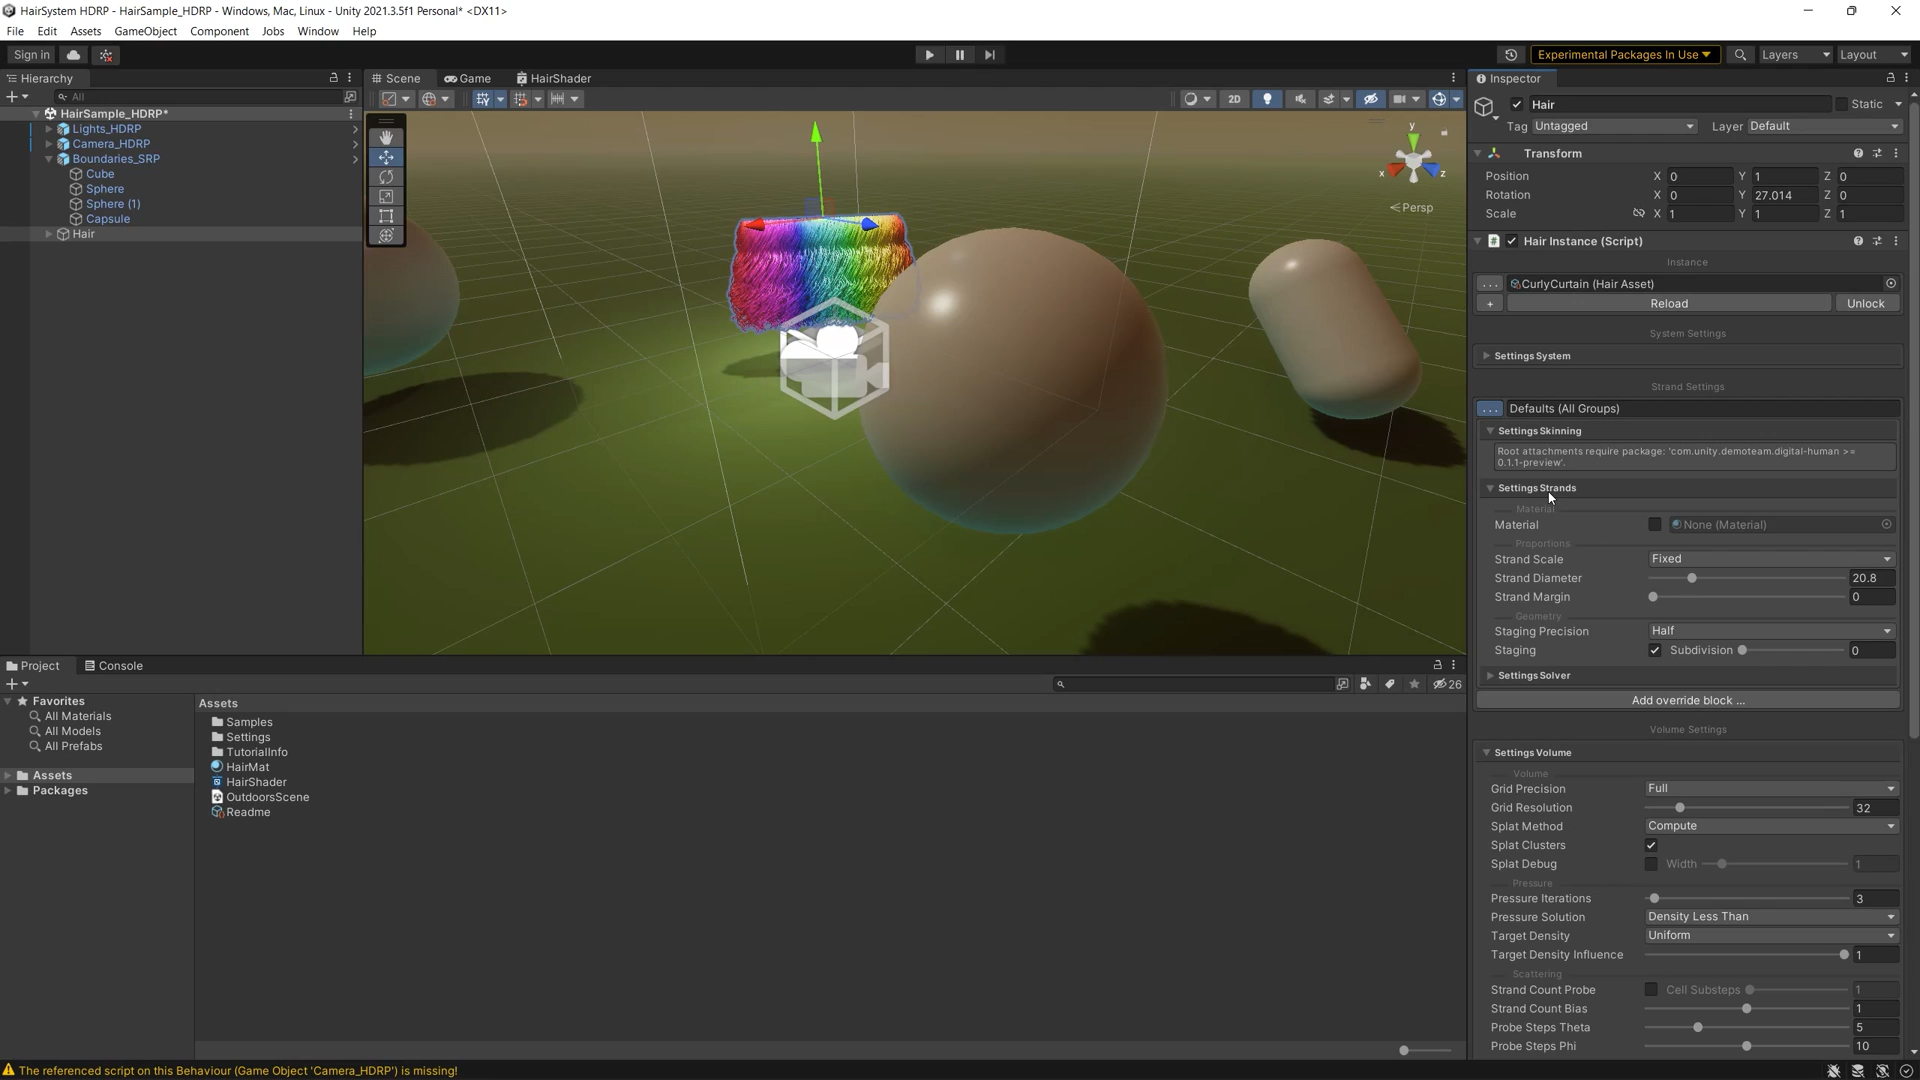 HairSystem HDRP - HairSample_HDRP - Windows, Mac, Linux - Unity 2021.3.5f1 Personal* <DX11>
File Edit Assets GameObject Component Jobs Window Help
Sign in
Experimental Packages In Use
Layers
Layout
Hierarchy
Scene
Game
HairShader
Inspector
All
2D
HairSample_HDRP*
Lights_HDRP
Camera_HDRP
Boundaries_SRP
Cube
Sphere
Sphere (1)
Capsule
Hair
y
x
z
Persp
Hair
Static
Tag Untagged
Layer Default
Transform
Position X 0 Y 1 Z 0
Rotation X 0 Y 27.014 Z 0
Scale X 1 Y 1 Z 1
Hair Instance (Script)
Instance
... CurlyCurtain (Hair Asset)
+ Reload Unlock
System Settings
Settings System
Strand Settings
... Defaults (All Groups)
Settings Skinning
Root attachments require package: 'com.unity.demoteam.digital-human >=
0.1.1-preview'.
Settings Strands
Material
Material None (Material)
Proportions
Strand Scale Fixed
Strand Diameter 20.8
Strand Margin 0
Geometry
Staging Precision Half
Staging Subdivision 0
Settings Solver
Add override block ...
Volume Settings
Settings Volume
Volume
Grid Precision Full
Grid Resolution 32
Splat Method Compute
Splat Clusters
Splat Debug Width 1
Pressure
Pressure Iterations 3
Pressure Solution Density Less Than
Target Density Uniform
Target Density Influence 1
Scattering
Strand Count Probe Cell Substeps 1
Strand Count Bias 1
Probe Steps Theta 5
Probe Steps Phi 10
Project
Console
26
Favorites
All Materials
All Models
All Prefabs
Assets
Packages
Assets
Samples
Settings
TutorialInfo
HairMat
HairShader
OutdoorsScene
Readme
The referenced script on this Behaviour (Game Object 'Camera_HDRP') is missing!